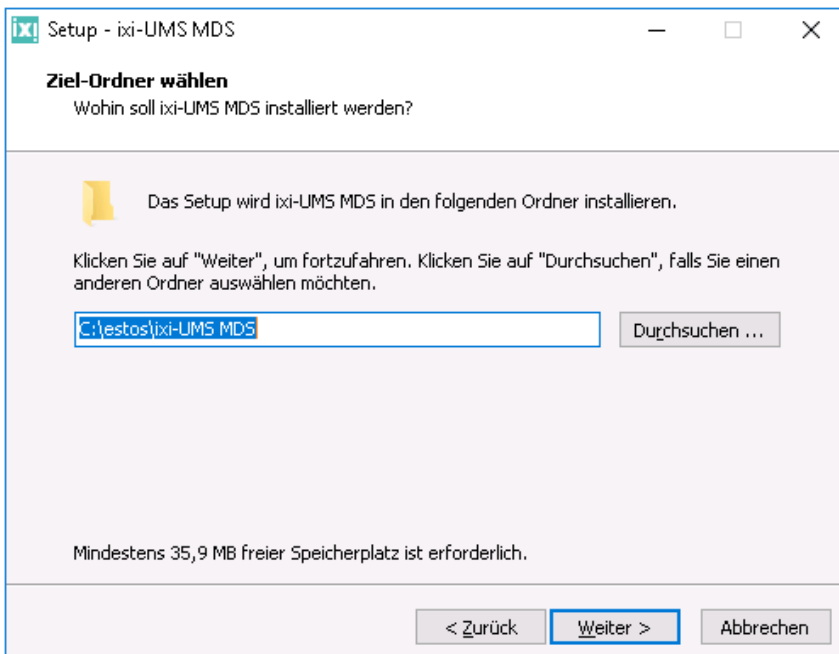 ixi Setup - ixi-UMS MDS
Ziel-Ordner wählen
Wohin soll ixi-UMS MDS installiert werden?
Das Setup wird ixi-UMS MDS in den folgenden Ordner installieren.
Klicken Sie auf "Weiter", um fortzufahren. Klicken Sie auf "Durchsuchen", falls Sie einen
anderen Ordner auswählen möchten.
C:\estos\ixi-UMS MDS
Durchsuchen ...
Mindestens 35,9 MB freier Speicherplatz ist erforderlich.
< Zurück
Weiter >
Abbrechen